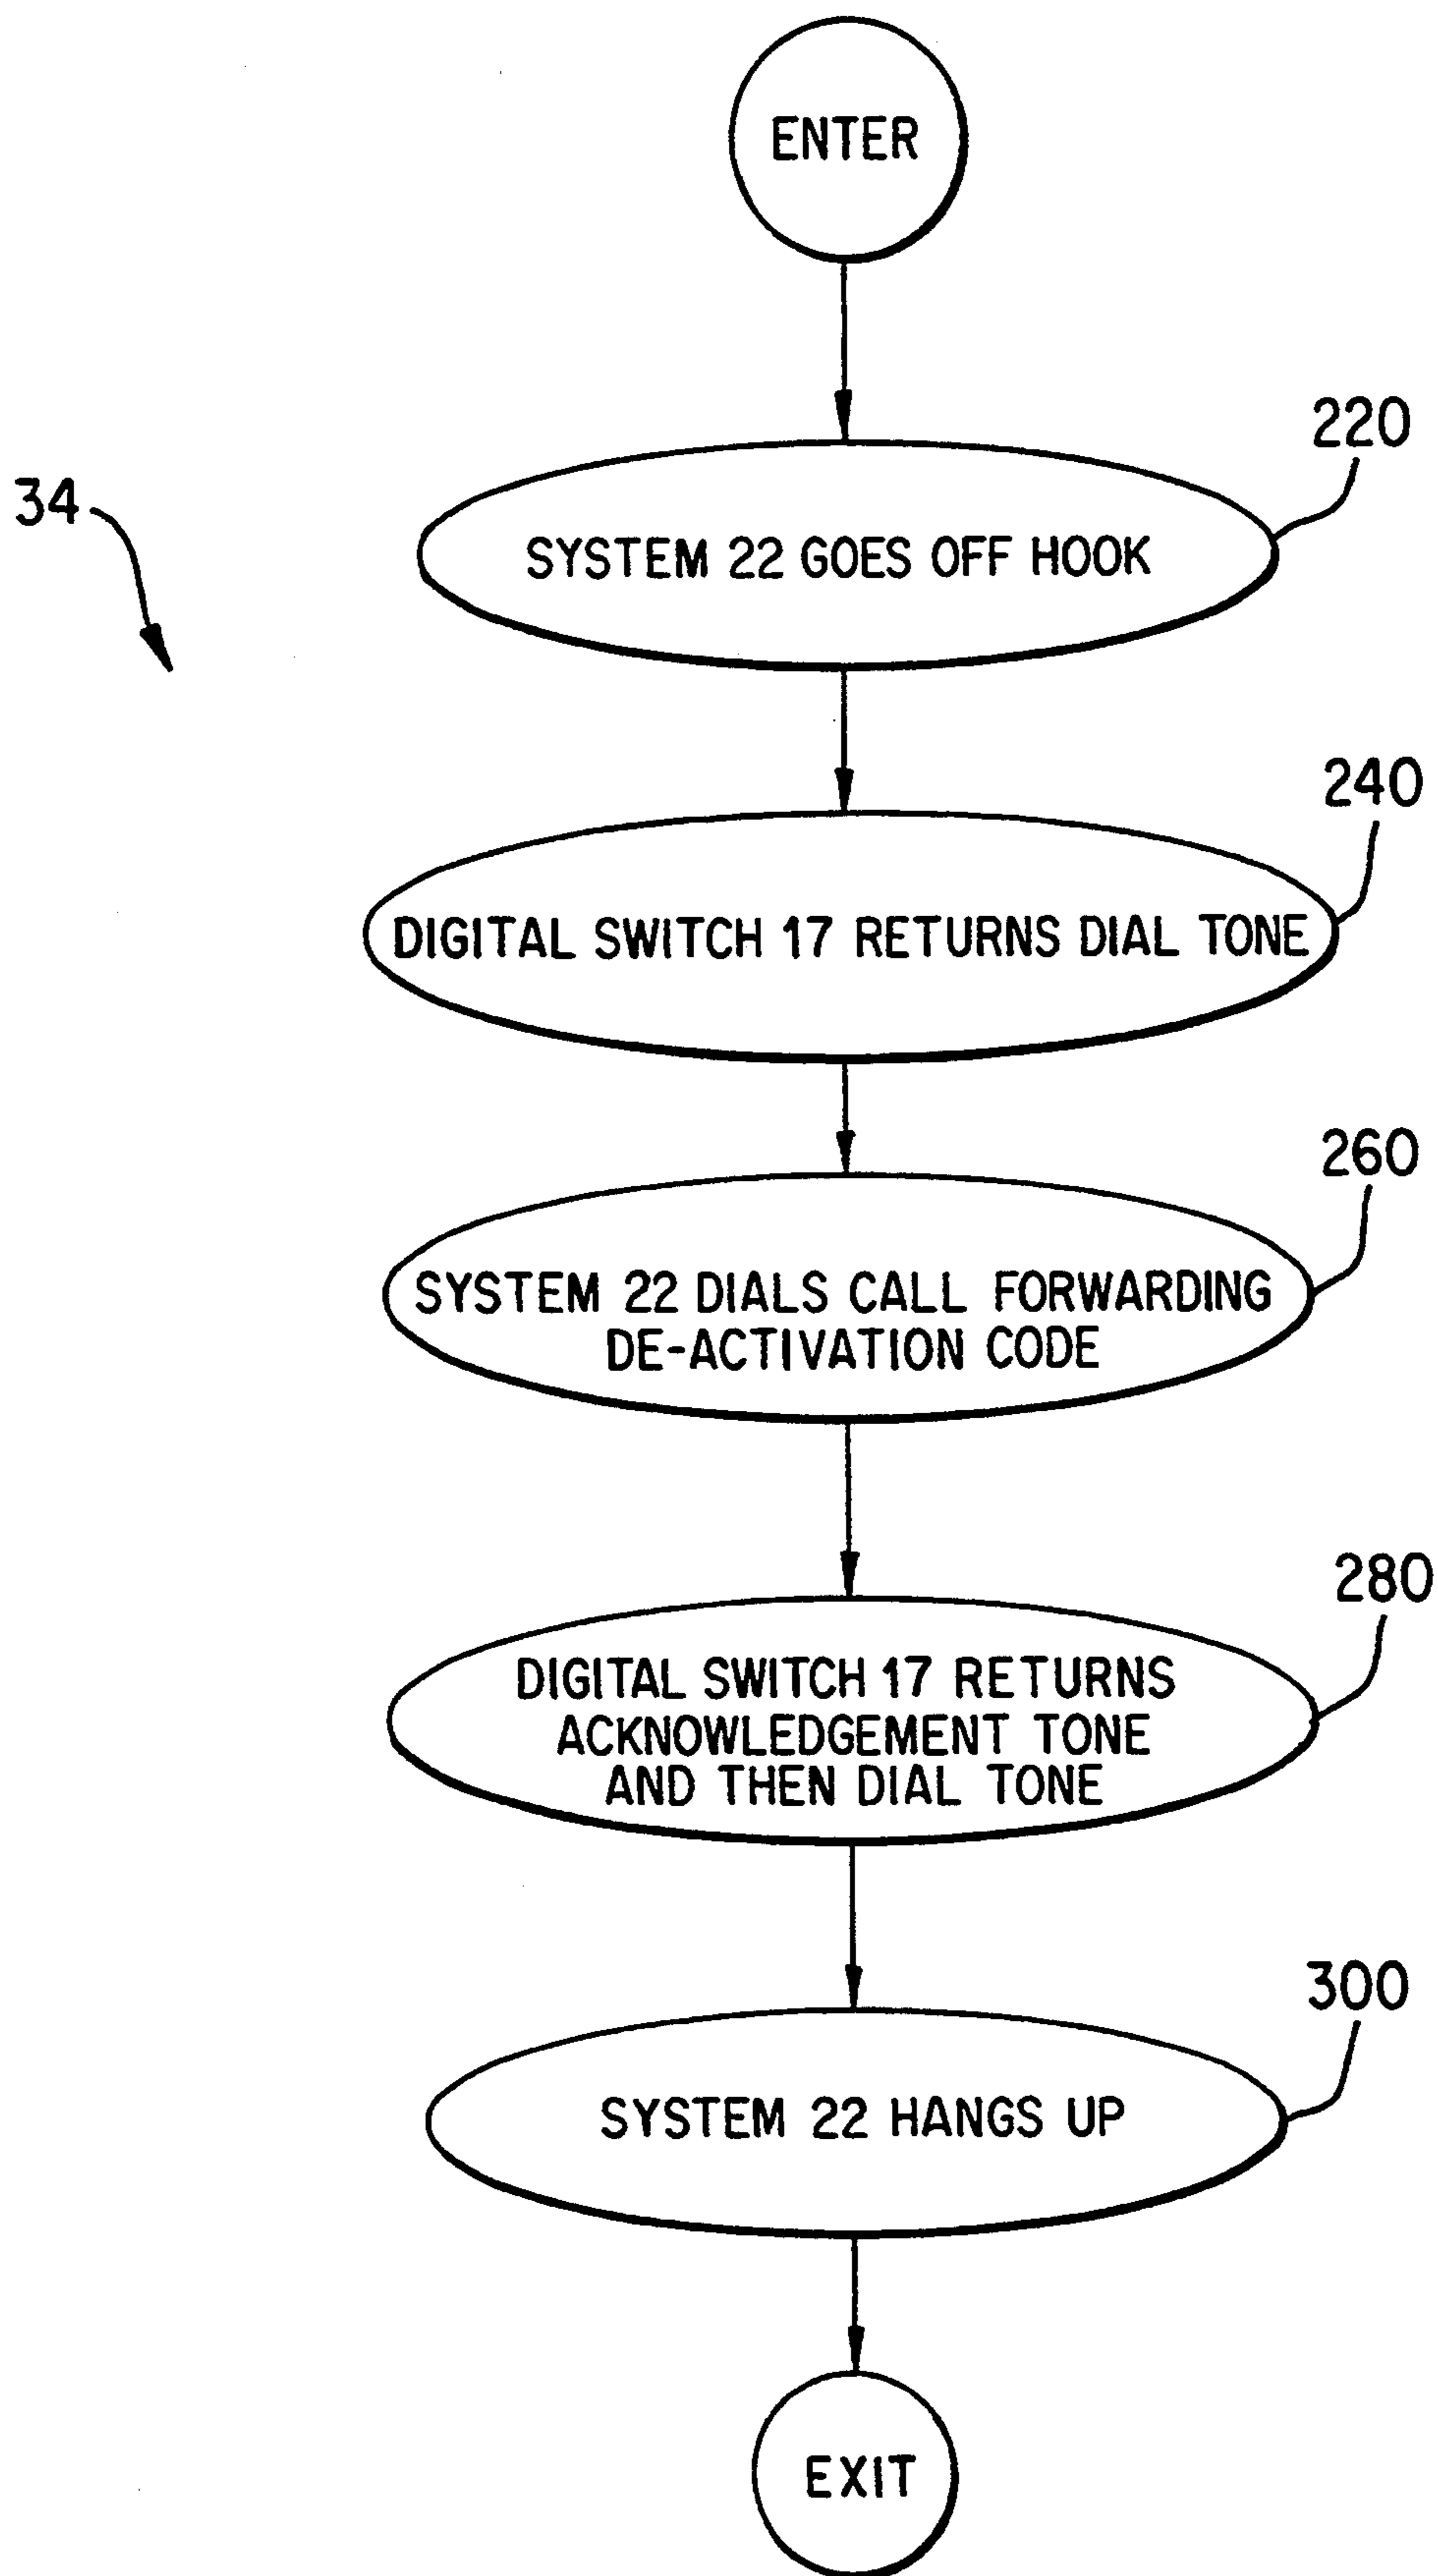 ENTER
220
34
SYSTEM 22 GOES OFF HOOK
240
DIGITAL SWITCH 17 RETURNS DIAL TONE
260
SYSTEM 22 DIALS CALL FORWARDING
DE-ACTIVATION CODE
280
DIGITAL SWITCH 17 RETURNS
ACKNOWLEDGEMENT TONE
AND THEN DIAL TONE
300
SYSTEM 22 HANGS UP
EXIT